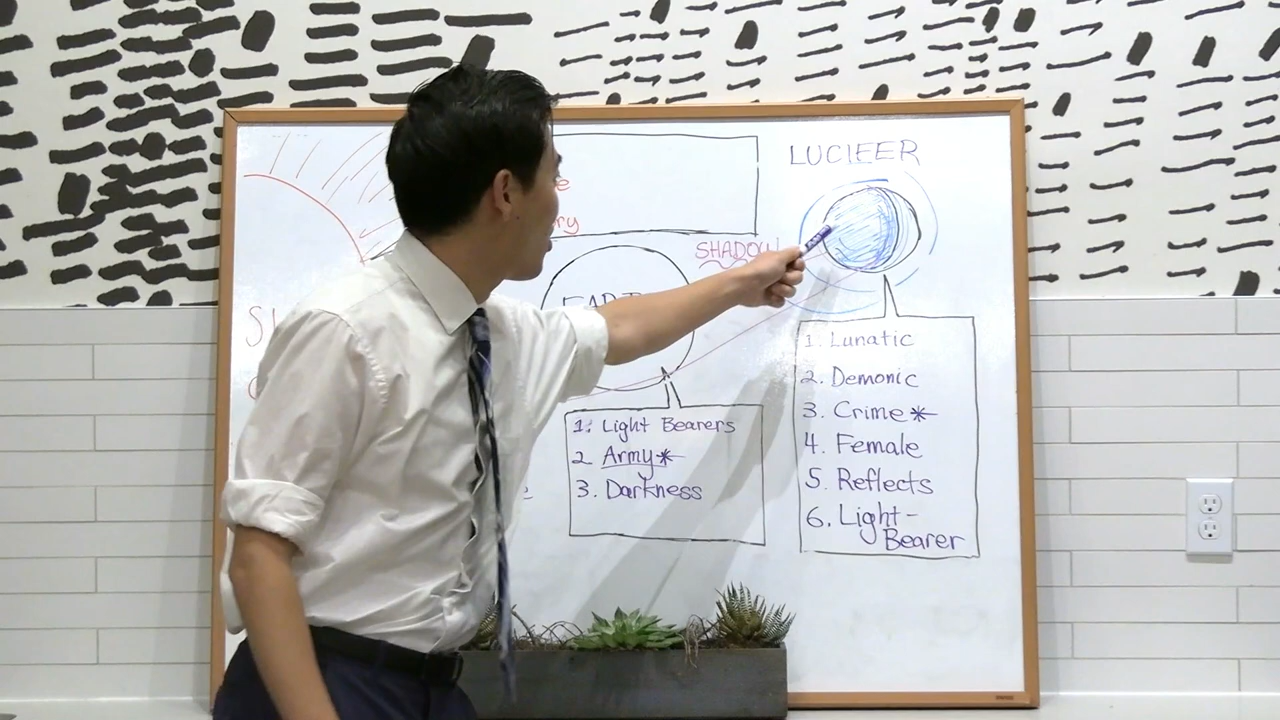 LUCIFER
SHADOW
1. Lunatic
2. Demonic
3. Crime*
4. Female
5. Reflects
6. Light-
Bearer
1. Light Bearers
2 Army*
3. Darkness